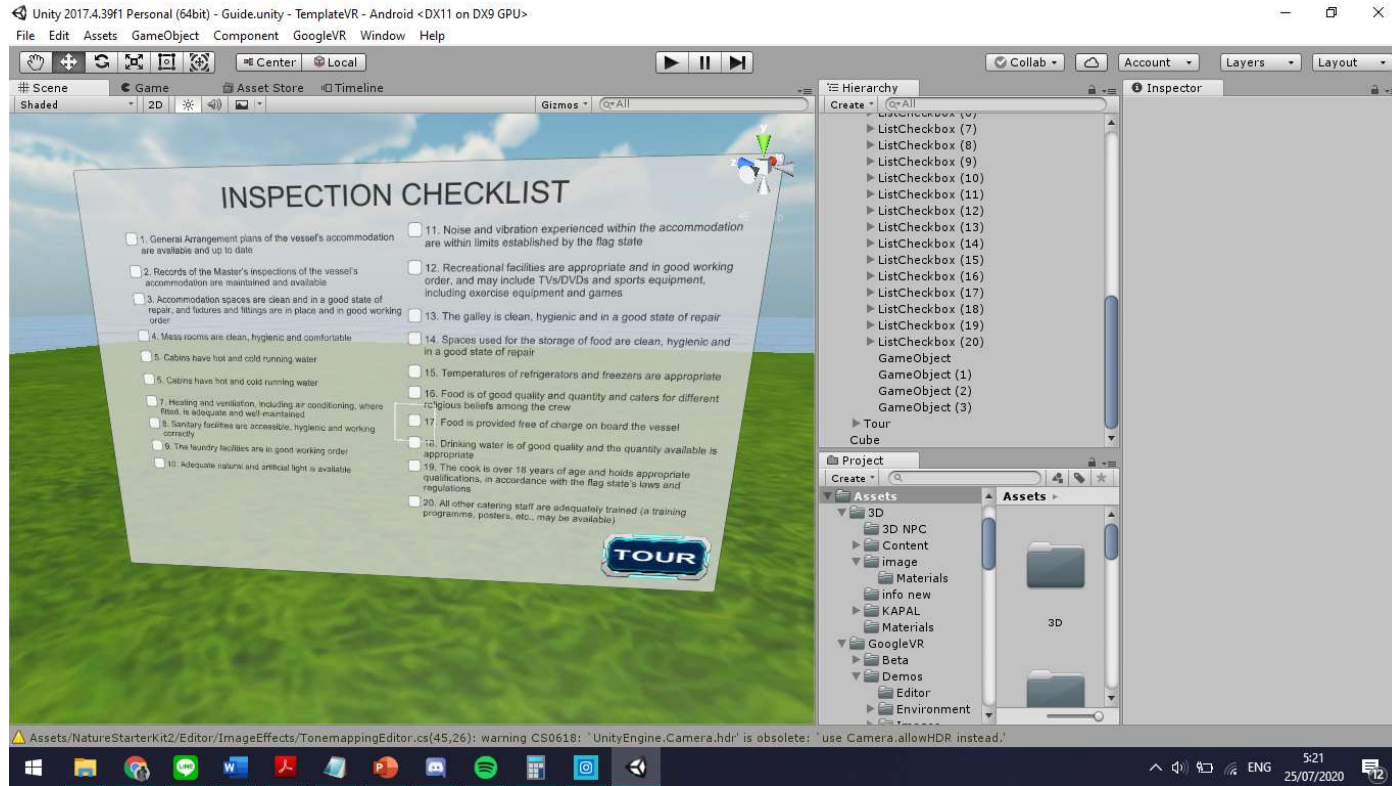 Unity 2017.4.39f1 Personal (64bit) - Guide.unity - TemplateVR - Android <DX11 on DX9 GPU>
File Edit Assets GameObject Component GoogleVR Window Help
Center Local Collab Account Layers Layout
Scene Game Asset Store Timeline
Shaded 2D Gizmos All
INSPECTION CHECKLIST
1. General Arrangement plans of the vessel's accommodation
are available and up to date
2. Records of the Master's inspections of the vessel's
accommodation are maintained and available
3. Accommodation spaces are clean and in a good state of
repair, and fixtures and fittings are in place and in good working
order
4. Mess rooms are clean, hygienic and comfortable
5. Cabins have hot and cold running water
5. Cabins have hot and cold running water
7. Heating and ventilation, including air conditioning, where
fitted, is adequate and well-maintained
8. Sanitary facilities are accessible, hygienic and working
correctly
9. The laundry facilities are in good working order
10. Adequate natural and artificial light is available
11. Noise and vibration experienced within the accommodation
are within limits established by the flag state
12. Recreational facilities are appropriate and in good working
order, and may include TVs/DVDs and sports equipment,
including exercise equipment and games
13. The galley is clean, hygienic and in a good state of repair
14. Spaces used for the storage of food are clean, hygienic and
in a good state of repair
15. Temperatures of refrigerators and freezers are appropriate
16. Food is of good quality and quantity and caters for different
religious beliefs among the crew
17. Food is provided free of charge on board the vessel
18. Drinking water is of good quality and the quantity available is
appropriate
19. The cook is over 18 years of age and holds appropriate
qualifications, in accordance with the flag state's laws and
regulations
20. All other catering staff are adequately trained (a training
programme, posters, etc., may be available)
TOUR
Hierarchy
Create All
ListCheckbox (6)
ListCheckbox (7)
ListCheckbox (8)
ListCheckbox (9)
ListCheckbox (10)
ListCheckbox (11)
ListCheckbox (12)
ListCheckbox (13)
ListCheckbox (14)
ListCheckbox (15)
ListCheckbox (16)
ListCheckbox (17)
ListCheckbox (18)
ListCheckbox (19)
ListCheckbox (20)
GameObject
GameObject (1)
GameObject (2)
GameObject (3)
Tour
Cube
Project
Create
Assets
3D
3D NPC
Content
image
Materials
info new
KAPAL
Materials
GoogleVR
Beta
Demos
Editor
Environment
Assets
3D
Inspector
Assets/NatureStarterKit2/Editor/ImageEffects/TonemappingEditor.cs(45,26): warning CS0618: `UnityEngine.Camera.hdr' is obsolete: `use Camera.allowHDR instead.'
ENG
5:21
25/07/2020
12